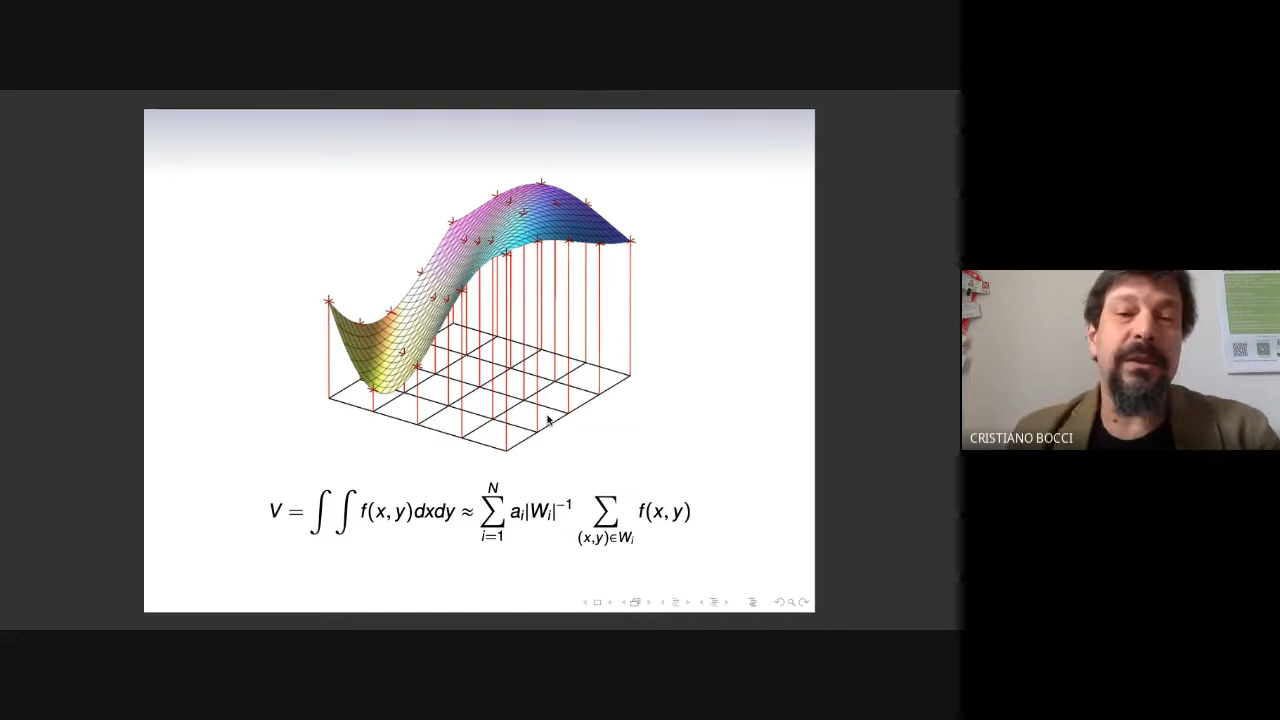 V = ∫ ∫ f(x, y)dxdy ≈ ∑_{i=1}^{N} a_i|W_i|^{−1} ∑_{(x,y)∈W_i} f(x, y)
CRISTIANO BOCCI